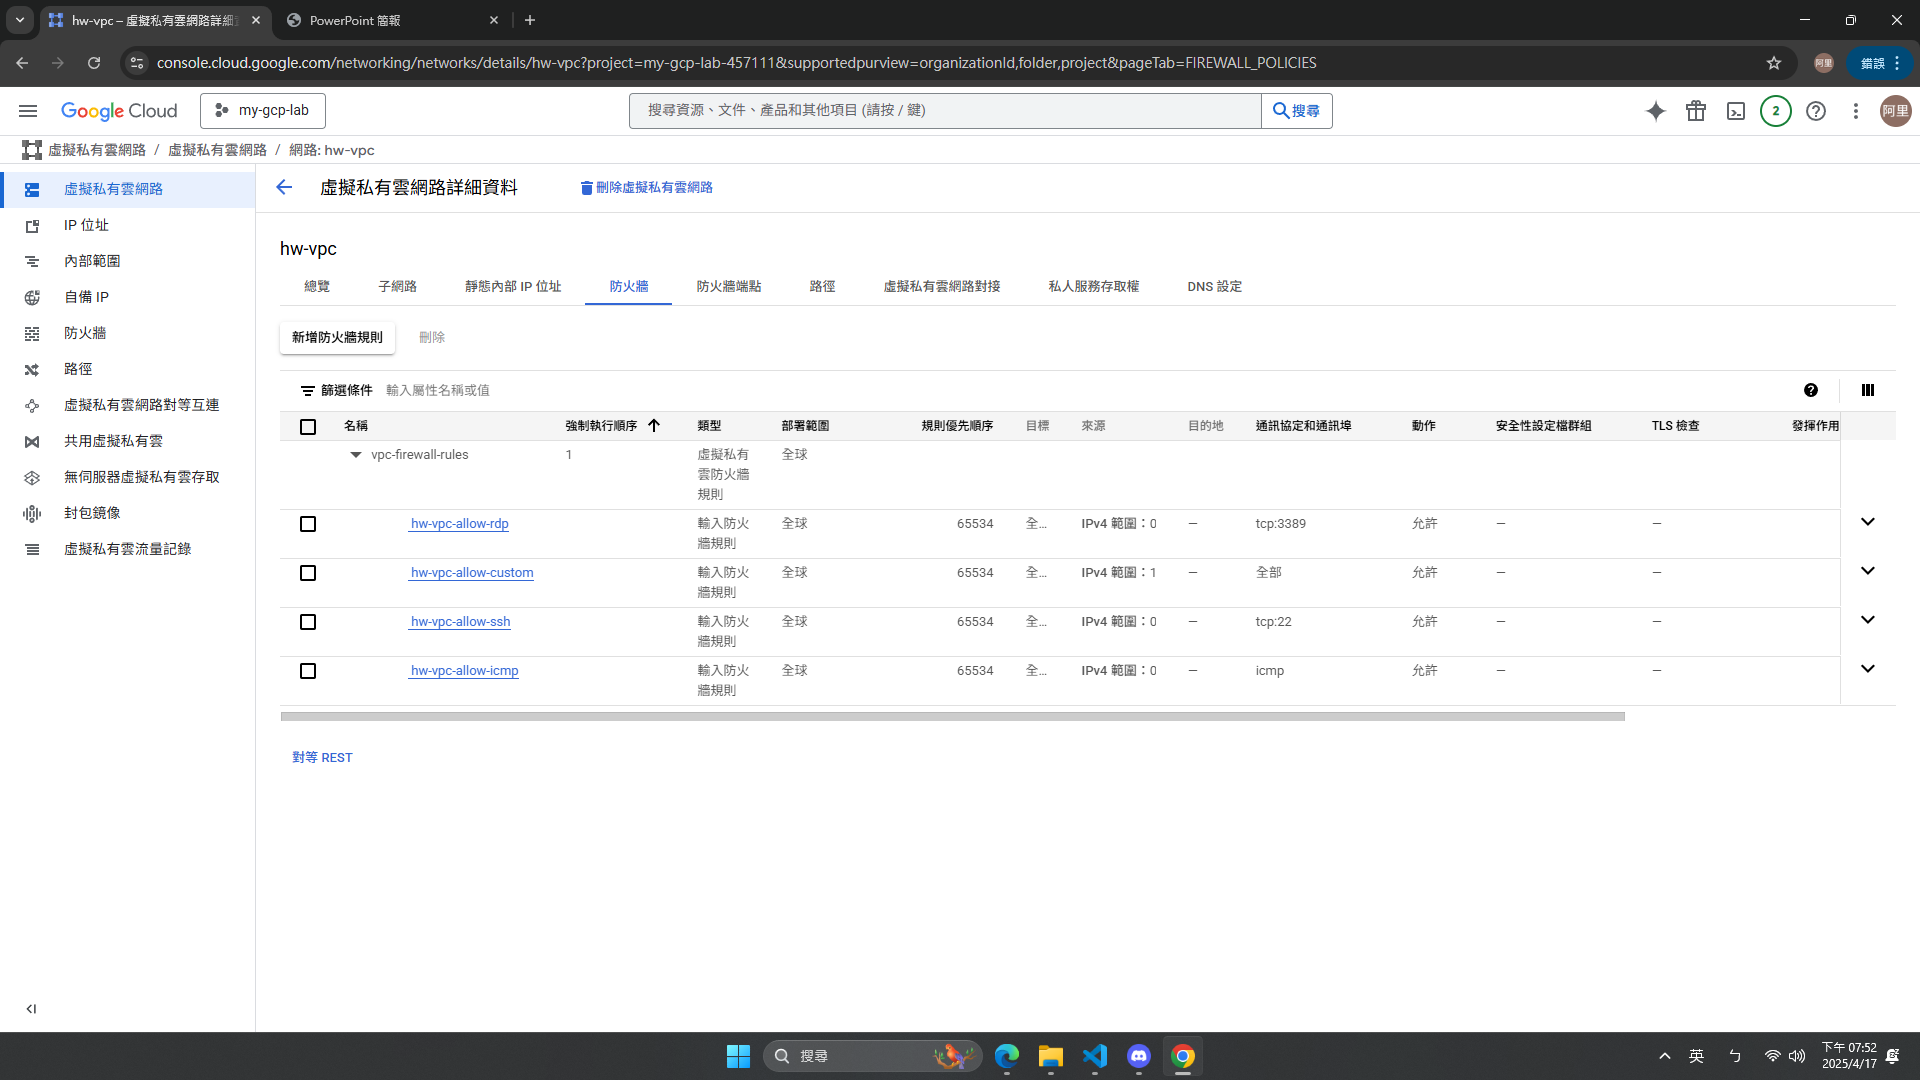 hw-vpc – 虛擬私有雲網路詳細
PowerPoint 簡報
console.cloud.google.com/networking/networks/details/hw-vpc?project=my-gcp-lab-457111&supportedpurview=organizationId,folder,project&pageTab=FIREWALL_POLICIES
阿里
錯誤
Google Cloud
my-gcp-lab
搜尋資源、文件、產品和其他項目 (請按 / 鍵)
搜尋
2
阿里
虛擬私有雲網路 / 虛擬私有雲網路 / 網路: hw-vpc
虛擬私有雲網路
IP 位址
內部範圍
自備 IP
防火牆
路徑
虛擬私有雲網路對等互連
共用虛擬私有雲
無伺服器虛擬私有雲存取
封包鏡像
虛擬私有雲流量記錄
虛擬私有雲網路詳細資料
刪除虛擬私有雲網路
hw-vpc
總覽 子網路 靜態內部 IP 位址 防火牆 防火牆端點 路徑 虛擬私有雲網路對接 私人服務存取權 DNS 設定
新增防火牆規則 刪除
篩選條件 輸入屬性名稱或值
名稱 強制執行順序 類型 部署範圍 規則優先順序 目標 來源 目的地 通訊協定和通訊埠 動作 安全性設定檔群組 TLS 檢查 發揮作用
vpc-firewall-rules 1 虛擬私有 全球
雲防火牆
規則
hw-vpc-allow-rdp 輸入防火 全球 65534 全… IPv4 範圍：0 — tcp:3389 允許 — —
牆規則
hw-vpc-allow-custom 輸入防火 全球 65534 全… IPv4 範圍：1 — 全部 允許 — —
牆規則
hw-vpc-allow-ssh 輸入防火 全球 65534 全… IPv4 範圍：0 — tcp:22 允許 — —
牆規則
hw-vpc-allow-icmp 輸入防火 全球 65534 全… IPv4 範圍：0 — icmp 允許 — —
牆規則
對等 REST
搜尋
英
ㄅ
下午 07:52
2025/4/17